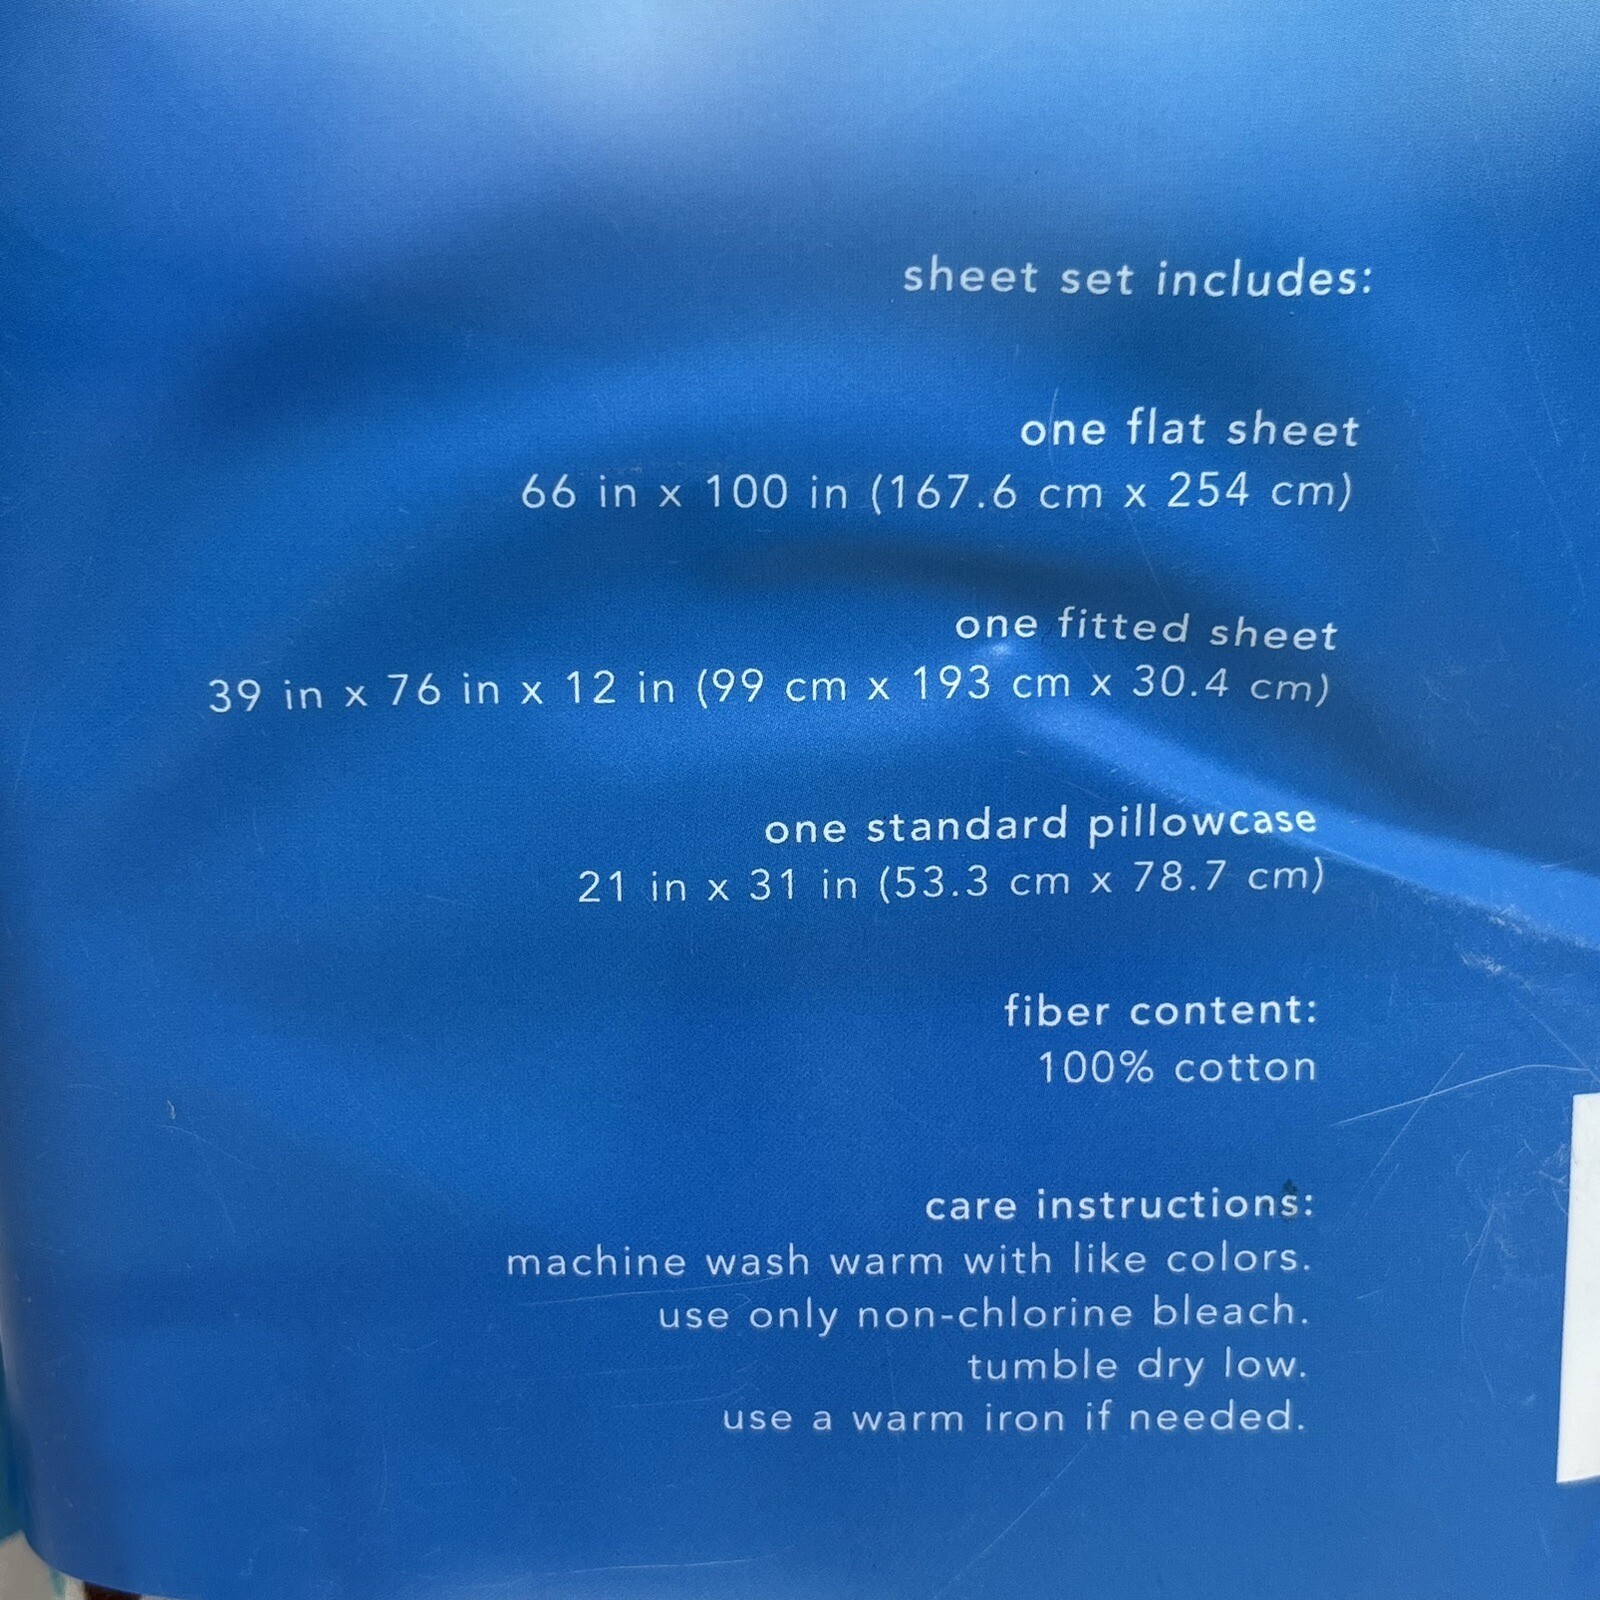 sheet set includes:
one flat sheet
66 in x 100 in (167.6 cm x 254 cm)
one fitted sheet
39 in x 76 in x 12 in (99 cm x 193 cm x 30.4 cm)
one standard pillowcase
21 in x 31 in (53.3 cm x 78.7 cm)
fiber content:
100% cotton
care instructions:
machine wash warm with like colors.
use only non-chlorine bleach.
tumble dry low.
use a warm iron if needed.